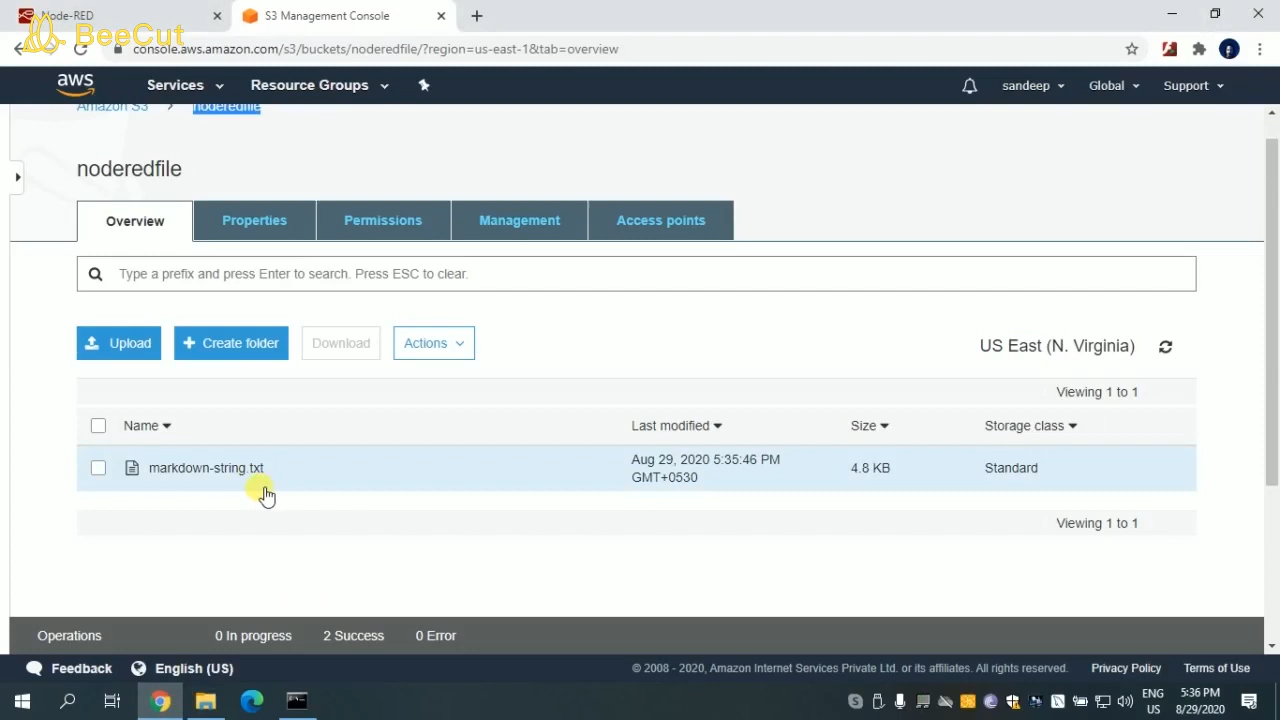 Node-RED
S3 Management Console
BeeCut
console.aws.amazon.com/s3/buckets/noderedfile/?region=us-east-1&tab=overview
aws
Services
Resource Groups
sandeep
Global
Support
Amazon S3
noderedfile
noderedfile
Overview
Properties
Permissions
Management
Access points
Type a prefix and press Enter to search. Press ESC to clear.
Upload
Create folder
Download
Actions
US East (N. Virginia)
Viewing 1 to 1
Name
Last modified
Size
Storage class
markdown-string.txt
Aug 29, 2020 5:35:46 PM
GMT+0530
4.8 KB
Standard
Viewing 1 to 1
Operations
0 In progress
2 Success
0 Error
Feedback
English (US)
© 2008 - 2020, Amazon Internet Services Private Ltd. or its affiliates. All rights reserved.
Privacy Policy
Terms of Use
ENG
US
5:36 PM
8/29/2020